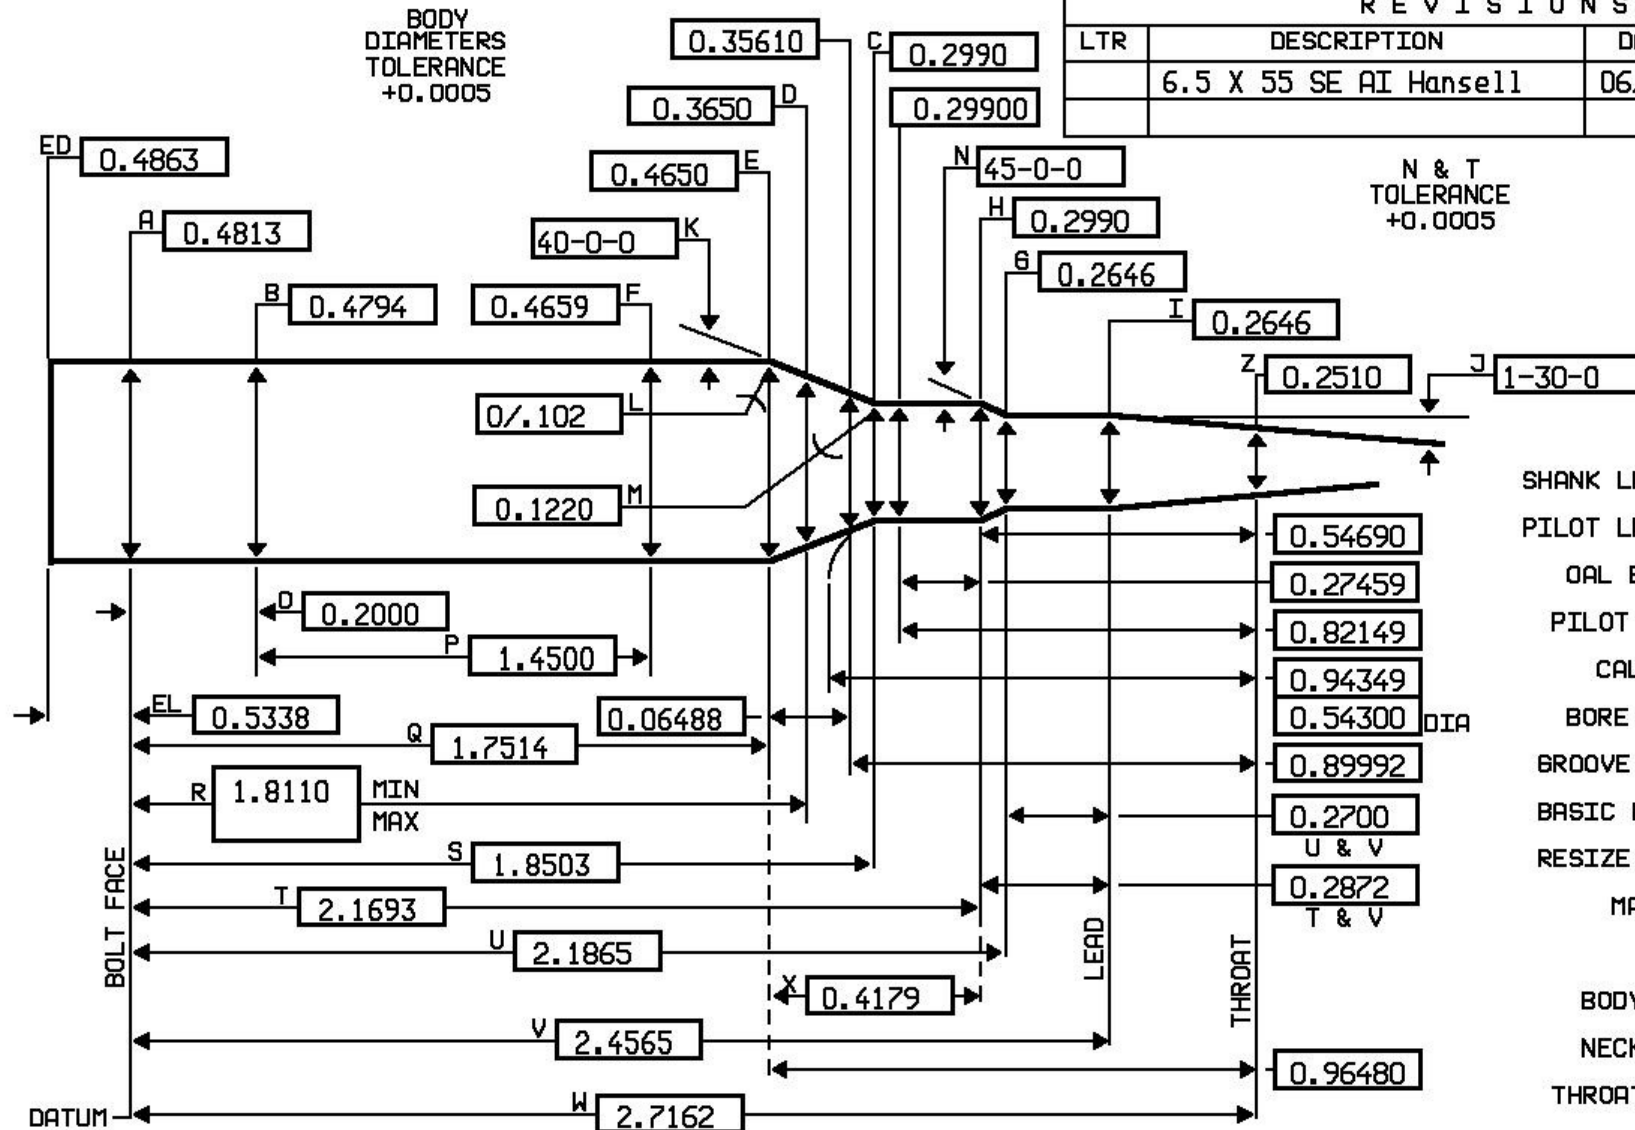 BODY
DIAMETERS
TOLERANCE
+0.0005
0.35610
C 0.2990
R E V I S I O N S
LTR DESCRIPTION
6.5 X 55 SE AI Hansell 06
0.3650 D
0.29900
ED 0.4863
0.4650 E
N 45-0-0
N & T
TOLERANCE
+0.0005
A 0.4813
40-0-0 K
H 0.2990
G 0.2646
B 0.4794
0.4659 F
I 0.2646
Z 0.2510
J 1-30-0
0/.102 L
0.1220 M
SHANK
0.54690
PILOT
0.27459
OAL
O 0.2000
0.82149
PILOT
P 1.4500
0.94349
CAL
EL 0.5338
0.06488
0.54300 DIA
BORE
Q 1.7514
0.89992
GROOVE
R 1.8110 MIN
MAX
0.2700
U & V
BASIC
S 1.8503
RESIZE
0.2872
T & V
T 2.1693
BOLT FACE
LEAD
THROAT
U 2.1865
X 0.4179
BODY
V 2.4565
NECK
0.96480
THROAT
DATUM
W 2.7162